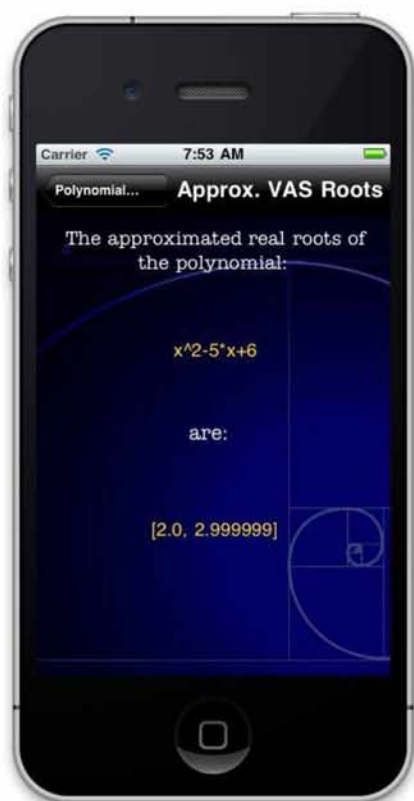 Carrier 7:53 AM
Polynomial... Approx. VAS Roots
The approximated real roots of
the polynomial:
x^2-5*x+6
are:
[2.0, 2.999999]